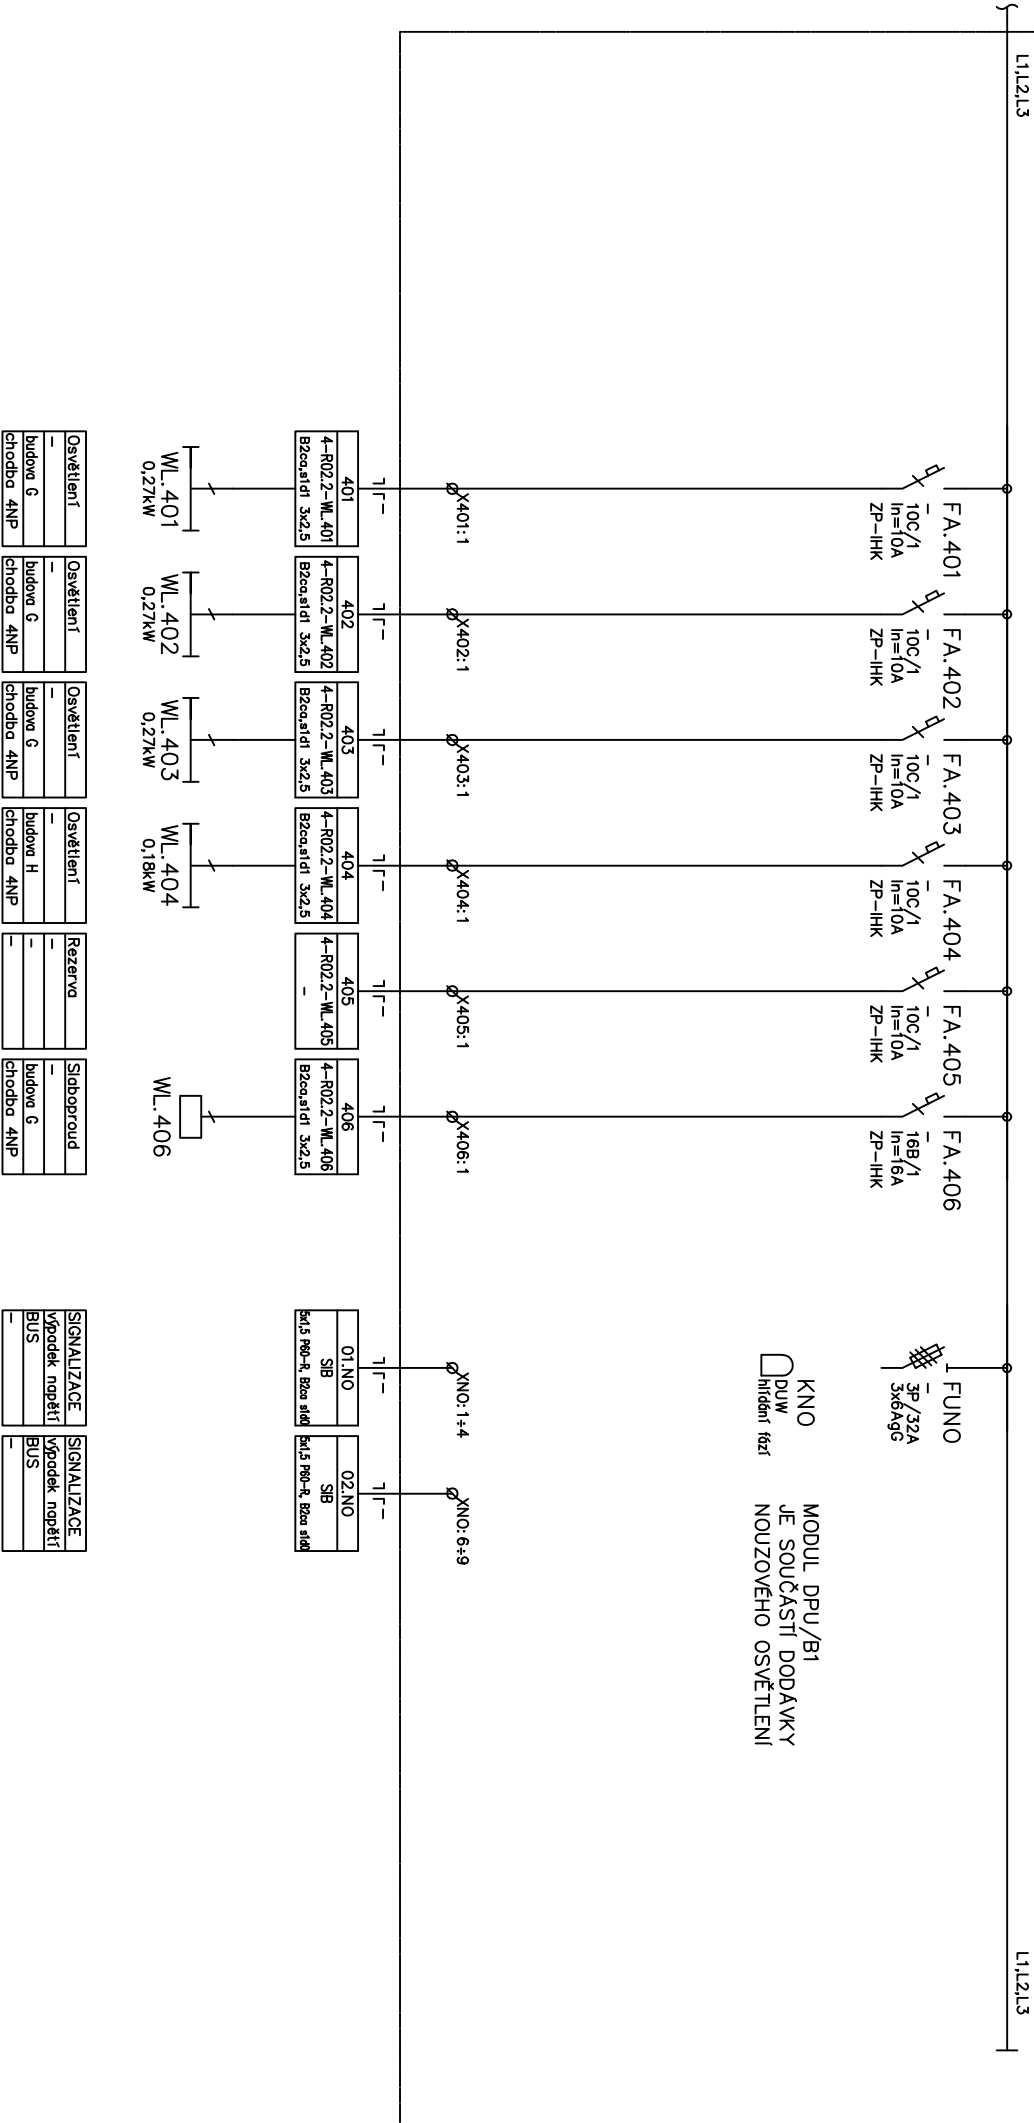 L1,L2,L3
L1,L2,L3
FA.401
-
10C/1
In=10A
ZP-IHK
FA.402
-
10C/1
In=10A
ZP-IHK
FA.403
-
10C/1
In=10A
ZP-IHK
FA.404
-
10C/1
In=10A
ZP-IHK
FA.405
-
10C/1
In=10A
ZP-IHK
FA.406
-
16B/1
In=16A
ZP-IHK
FUNO
-
3P/32A
3x6AgG
KNO
DUW
hlídání fází
MODUL DPU/B1
JE SOUČÁSTÍ DODÁVKY
NOUZOVÉHO OSVĚTLENÍ
X401:1
X402:1
X403:1
X404:1
X405:1
X406:1
XNO:1÷4
XNO:6÷9
401
4-R02.2-WL.401
B2ca,s1d1 3x2,5
402
4-R02.2-WL.402
B2ca,s1d1 3x2,5
403
4-R02.2-WL.403
B2ca,s1d1 3x2,5
404
4-R02.2-WL.404
B2ca,s1d1 3x2,5
405
4-R02.2-WL.405
-
406
4-R02.2-WL.406
B2ca,s1d1 3x2,5
01.NO
SIB
5x1,5 P60-R, B2ca s1d0
02.NO
SIB
5x1,5 P60-R, B2ca s1d0
WL.401
0,27kW
WL.402
0,27kW
WL.403
0,27kW
WL.404
0,18kW
WL.406
Osvětlení
-
budova G
chodba 4NP
Osvětlení
-
budova G
chodba 4NP
Osvětlení
-
budova G
chodba 4NP
Osvětlení
-
budova H
chodba 4NP
Rezerva
-
-
-
Slaboproud
-
budova G
chodba 4NP
SIGNALIZACE
výpadek napětí
BUS
-
SIGNALIZACE
výpadek napětí
BUS
-